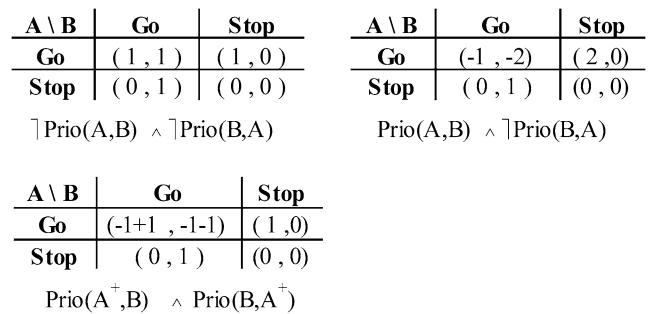 A \ B Go Stop A \ B Go Stop
Go ( 1 , 1 ) ( 1 , 0 ) Go (-1 , -2) ( 2 ,0)
Stop ( 0 , 1 ) ( 0 , 0 ) Stop ( 0 , 1 ) (0 , 0)
⌉Prio(A,B) ∧ ⌉Prio(B,A) Prio(A,B) ∧ ⌉Prio(B,A)
A \ B Go Stop
Go (-1+1 , -1-1) ( 1 ,0)
Stop ( 0 , 1 ) (0 , 0)
Prio(A⁺,B) ∧ Prio(B,A⁺)